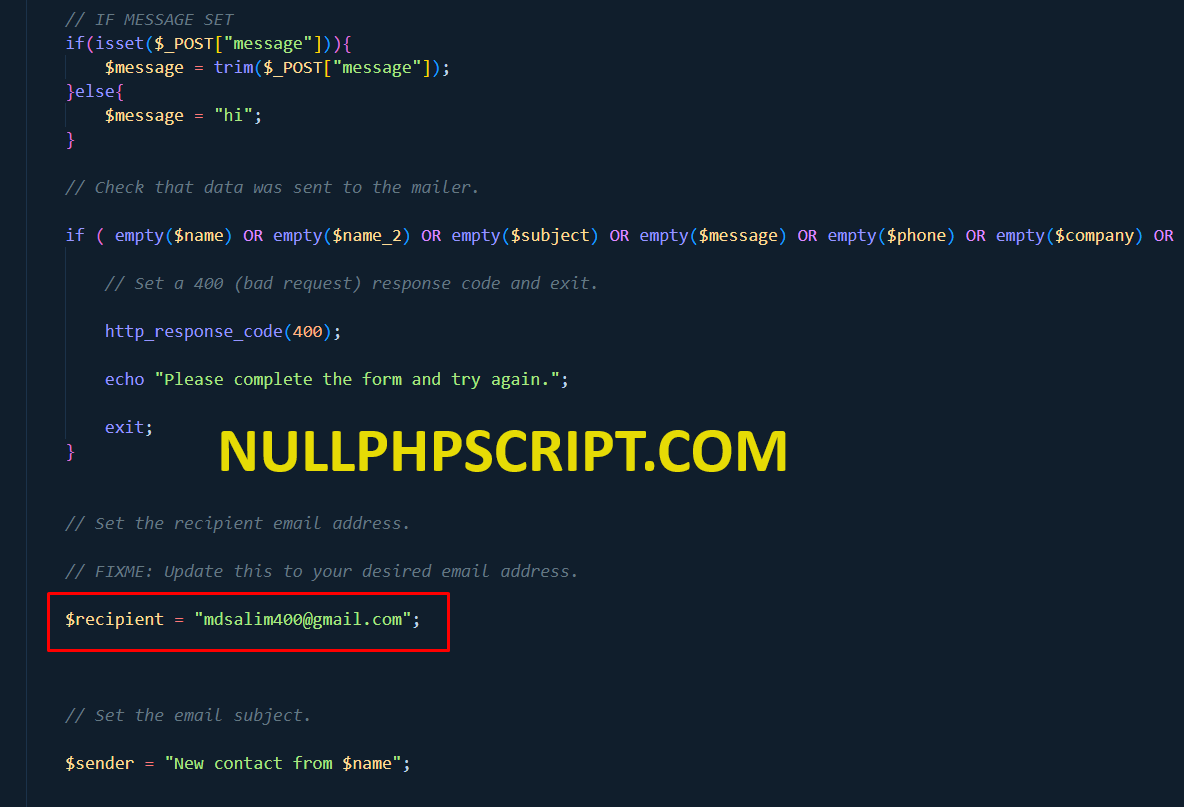 // IF MESSAGE SET
if(isset($_POST["message"])){
$message = trim($_POST["message"]);
}else{
$message = "hi";
}
// Check that data was sent to the mailer.
if ( empty($name) OR empty($name_2) OR empty($subject) OR empty($message) OR empty($phone) OR empty($company) OR
// Set a 400 (bad request) response code and exit.
http_response_code(400);
echo "Please complete the form and try again.";
exit;
}
NULLPHPSCRIPT.COM
// Set the recipient email address.
// FIXME: Update this to your desired email address.
$recipient = "mdsalim400@gmail.com";
// Set the email subject.
$sender = "New contact from $name";